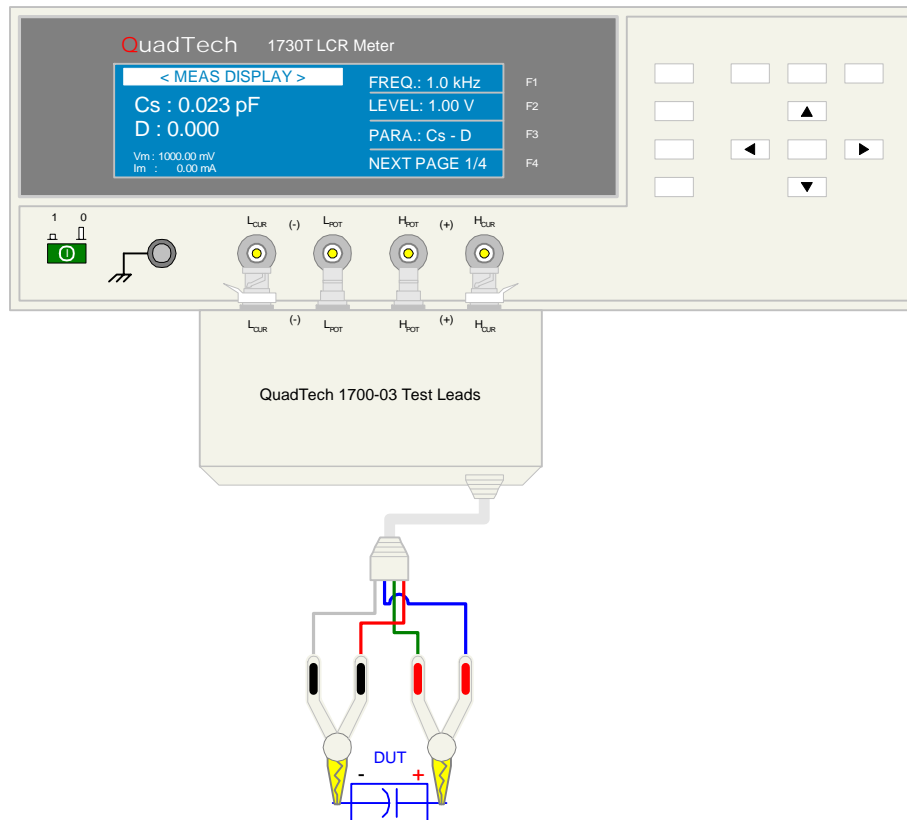 QuadTech 1730T LCR Meter
< MEAS DISPLAY >
Cs : 0.023 pF
D : 0.000
Vm : 1000.00 mV
Im : 0.00 mA
FREQ.: 1.0 kHz
LEVEL: 1.00 V
PARA.: Cs - D
NEXT PAGE 1/4
F1
F2
F3
F4
1 0
LCUR (-) LPOT HPOT (+) HCUR
LCUR (-) LPOT HPOT (+) HCUR
QuadTech 1700-03 Test Leads
DUT
- +